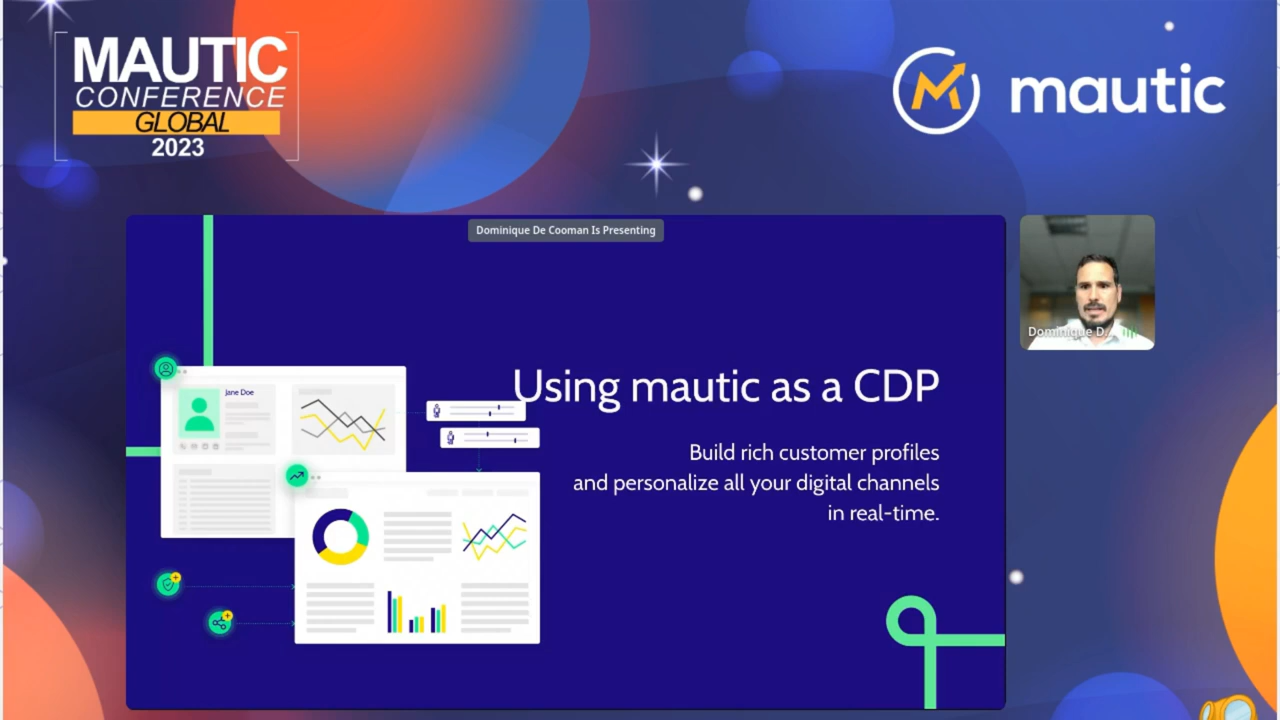 MAUTIC
CONFERENCE
GLOBAL
2023
mautic
Dominique De Cooman Is Presenting
Dominique D...
Jane Doe
Using mautic as a CDP
Build rich customer profiles
and personalize all your digital channels
in real-time.